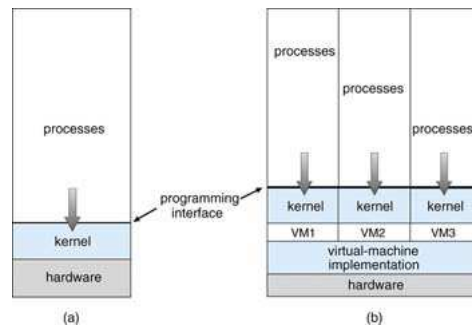 processes
kernel
hardware
(a)
programming
interface
processes
processes
processes
kernel
kernel
kernel
VM1
VM2
VM3
virtual-machine
implementation
hardware
(b)